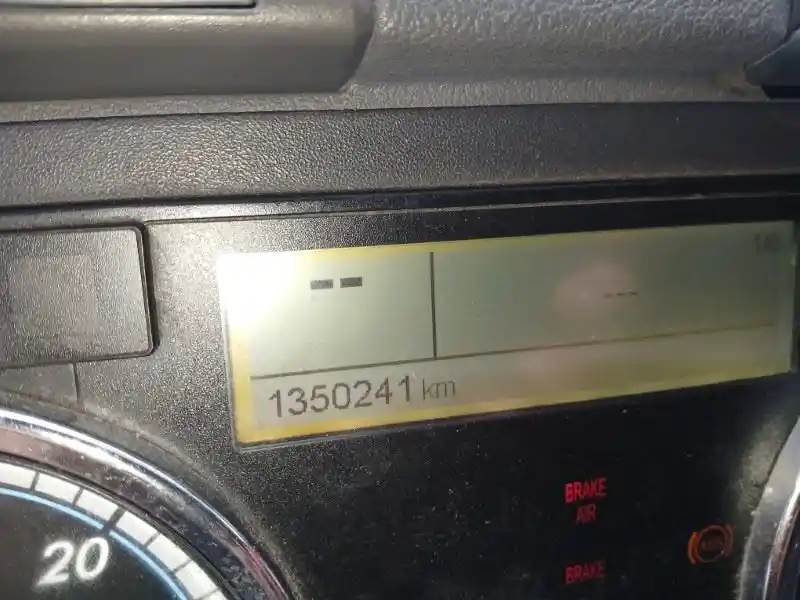 -- ---
1350241 km
BRAKE
AIR
BRAKE
20